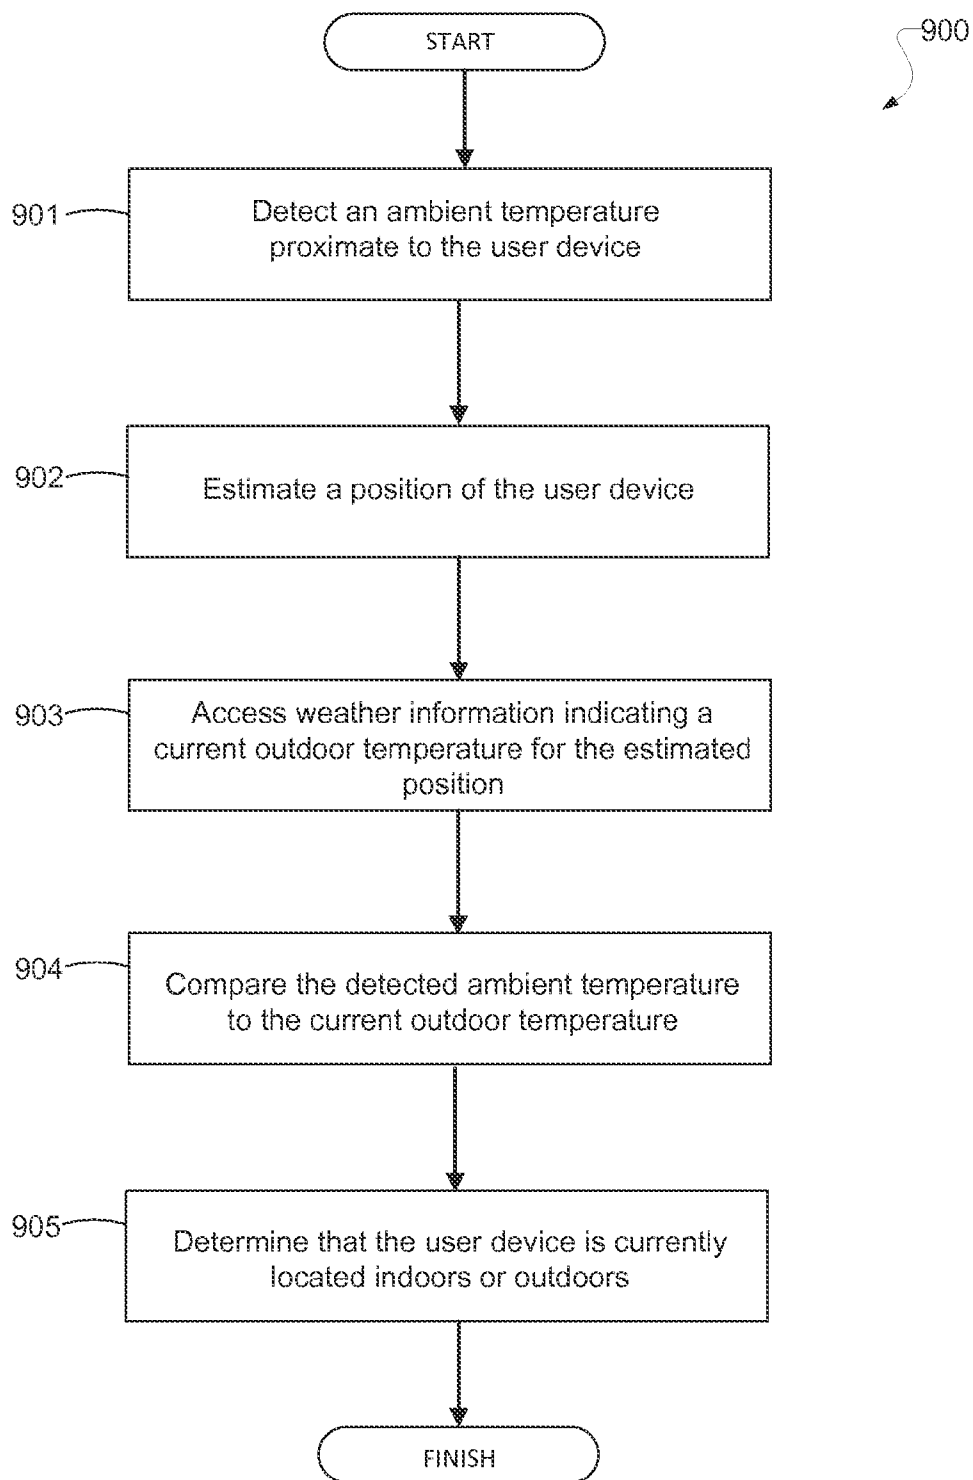 START
900
901
Detect an ambient temperature
proximate to the user device
902
Estimate a position of the user device
903
Access weather information indicating a
current outdoor temperature for the estimated
position
904
Compare the detected ambient temperature
to the current outdoor temperature
905
Determine that the user device is currently
located indoors or outdoors
FINISH